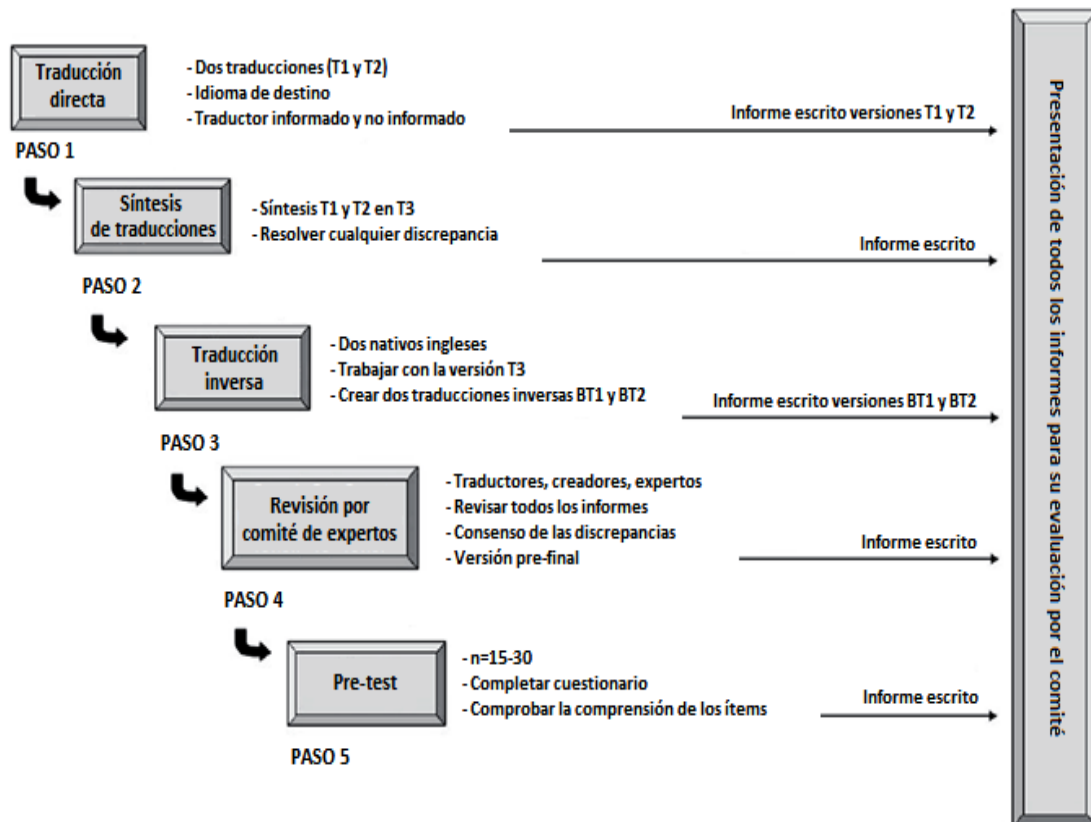 Traducción
directa
- Dos traducciones (T1 y T2)
- Idioma de destino
- Traductor informado y no informado
Informe escrito versiones T1 y T2
PASO 1
Síntesis
de traducciones
- Síntesis T1 y T2 en T3
- Resolver cualquier discrepancia
Informe escrito
PASO 2
Traducción
inversa
- Dos nativos ingleses
- Trabajar con la versión T3
- Crear dos traducciones inversas BT1 y BT2
Informe escrito versiones BT1 y BT2
PASO 3
Revisión por
comité de expertos
- Traductores, creadores, expertos
- Revisar todos los informes
- Consenso de las discrepancias
- Versión pre-final
Informe escrito
PASO 4
Pre-test
- n=15-30
- Completar cuestionario
- Comprobar la comprensión de los ítems
Informe escrito
PASO 5
Presentación de todos los informes para su evaluación por el comité